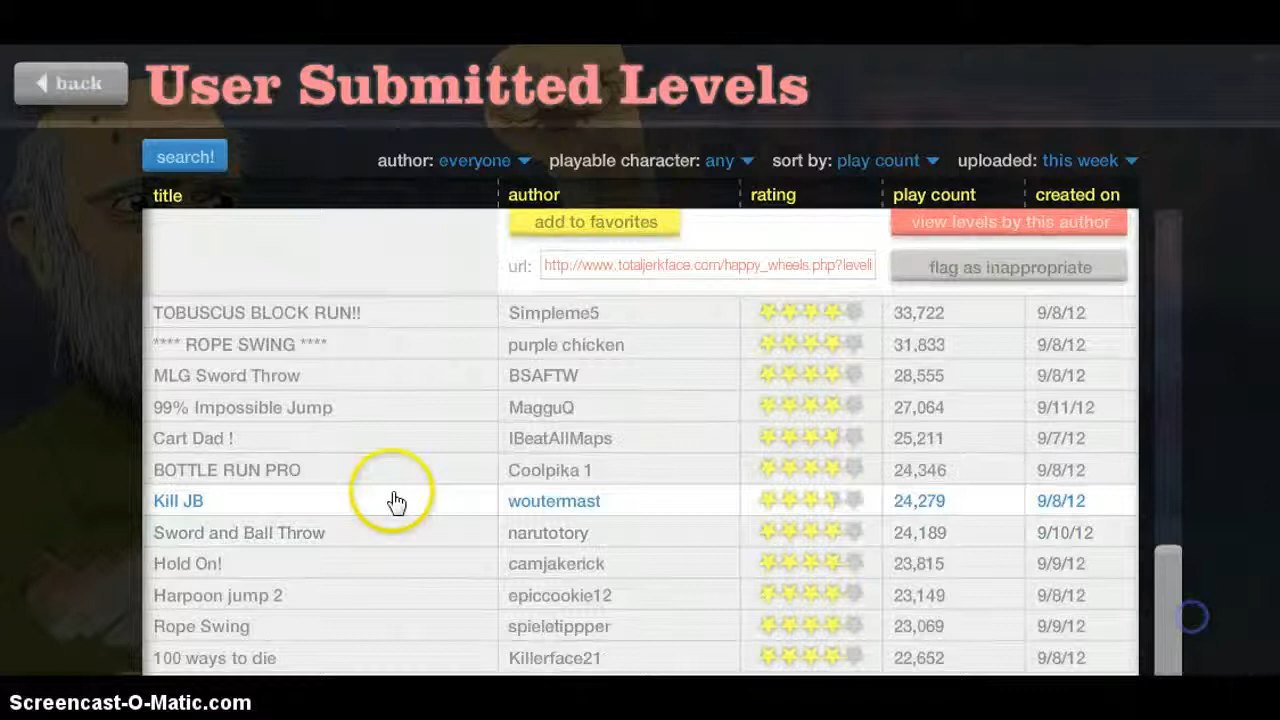 back
User Submitted Levels
search!
author: everyone playable character: any sort by: play count uploaded: this week
title author rating play count created on
add to favorites view levels by this author
url: http://www.totaljerkface.com/happy_wheels.php?leveli flag as inappropriate
TOBUSCUS BLOCK RUN!! Simpleme5 33,722 9/8/12
**** ROPE SWING **** purple chicken 31,833 9/8/12
MLG Sword Throw BSAFTW 28,555 9/8/12
99% Impossible Jump MagguQ 27,064 9/11/12
Cart Dad ! IBeatAllMaps 25,211 9/7/12
BOTTLE RUN PRO Coolpika 1 24,346 9/8/12
Kill JB woutermast 24,279 9/8/12
Sword and Ball Throw narutotory 24,189 9/10/12
Hold On! camjakerick 23,815 9/9/12
Harpoon jump 2 epiccookie12 23,149 9/8/12
Rope Swing spieletippper 23,069 9/9/12
100 ways to die Killerface21 22,652 9/8/12
Screencast-O-Matic.com